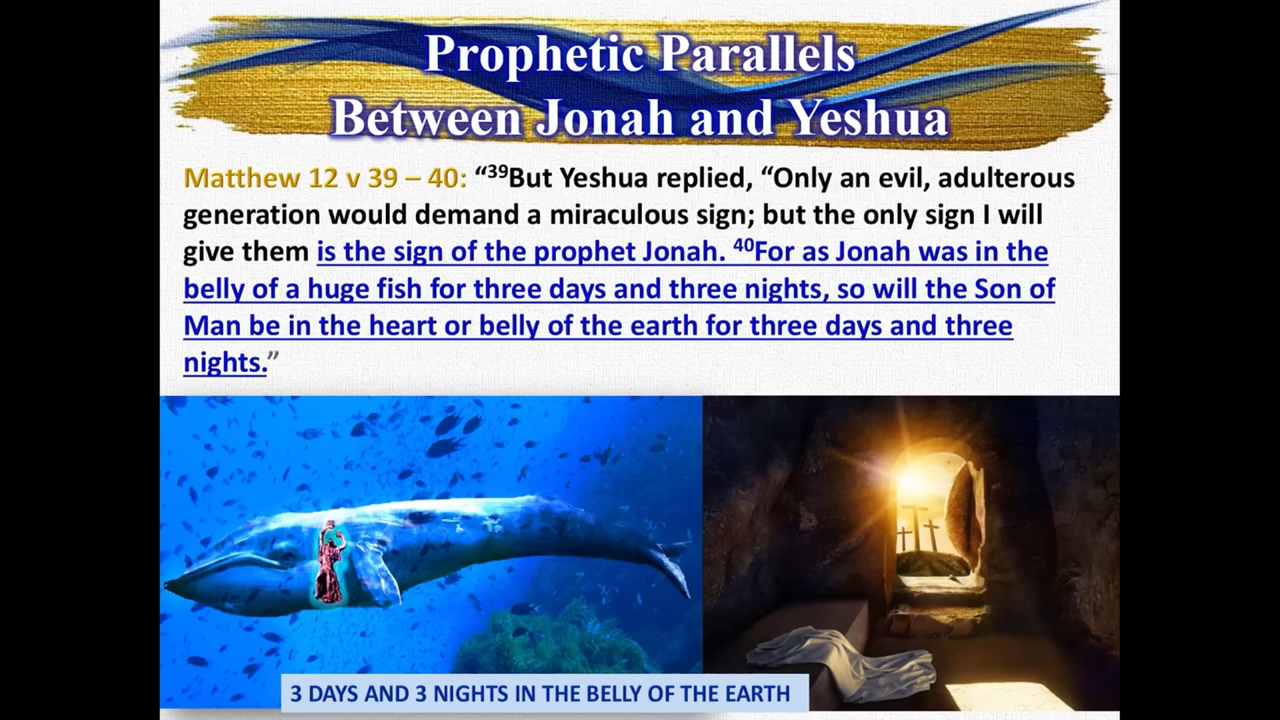 Prophetic Parallels
Between Jonah and Yeshua
Matthew 12 v 39 – 40: “³⁹But Yeshua replied, “Only an evil, adulterous
generation would demand a miraculous sign; but the only sign I will
give them is the sign of the prophet Jonah. ⁴⁰For as Jonah was in the
belly of a huge fish for three days and three nights, so will the Son of
Man be in the heart or belly of the earth for three days and three
nights.”
3 DAYS AND 3 NIGHTS IN THE BELLY OF THE EARTH